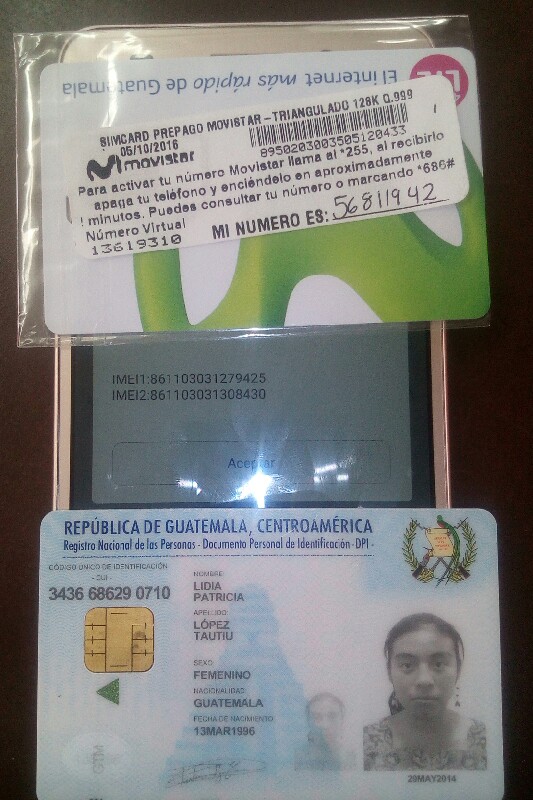 LTE
El internet más rápido de Guatemala
SIMCARD PREPAGO MOVISTAR -TRIANGULADO 128K Q.999
05/10/2016
8950203003505120433
movistar
Para activar tu número Movistar llama al *255, al recibirlo
apaga tu teléfono y enciéndelo en aproximadamente
minutos. Puedes consultar tu número o marcando *686#
Número Virtual
13619310
MI NUMERO ES: 56811942
IMEI1:861103031279425
IMEI2:861103031308430
Aceptar
REPÚBLICA DE GUATEMALA, CENTROAMÉRICA
Registro Nacional de las Personas - Documento Personal de Identificación - DPI -
CÓDIGO ÚNICO DE IDENTIFICACIÓN
- CUI -
3436 68629 0710
NOMBRE:
LIDIA
PATRICIA
APELLIDO:
LÓPEZ
TAUTIU
SEXO
FEMENINO
NACIONALIDAD
GUATEMALA
FECHA DE NACIMIENTO
13MAR1996
GTM
29MAY2014